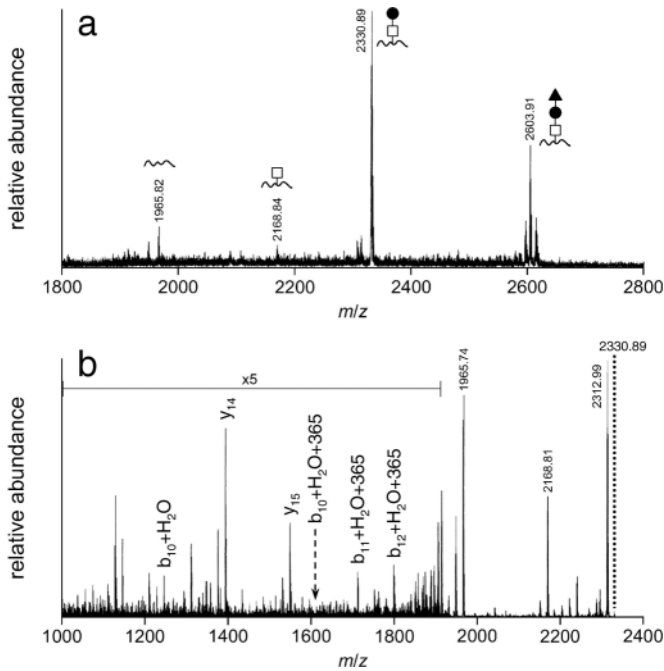 a
relative abundance
1965.82
2168.84
2330.89
2603.91
1800 2000 2200 2400 2600 2800
m/z
b
relative abundance
x5
b10+H2O
y14
y15
b10+H2O+365
b11+H2O+365
b12+H2O+365
1965.74
2168.81
2312.99
2330.89
1000 1200 1400 1600 1800 2000 2200 2400
m/z